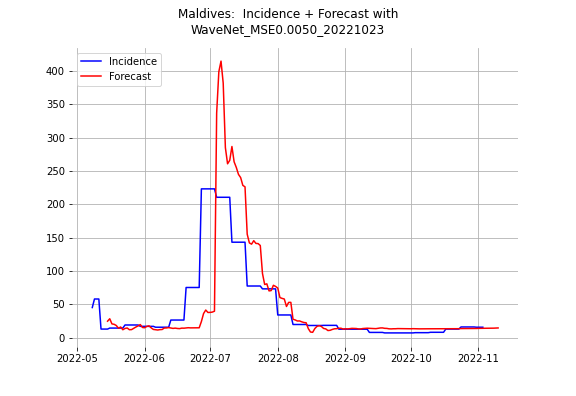 Maldives:  Incidence + Forecast with
WaveNet_MSE0.0050_20221023
Incidence
Forecast
400
350
300
250
200
150
100
50
0
2022-05 2022-06 2022-07 2022-08 2022-09 2022-10 2022-11